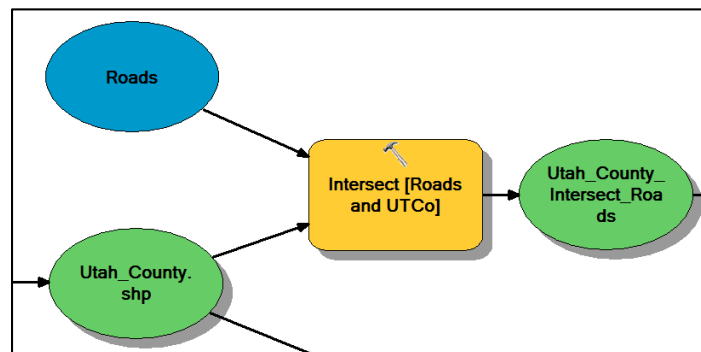 Roads
Intersect [Roads
and UTCo]
Utah_County_
Intersect_Roa
ds
Utah_County.
shp